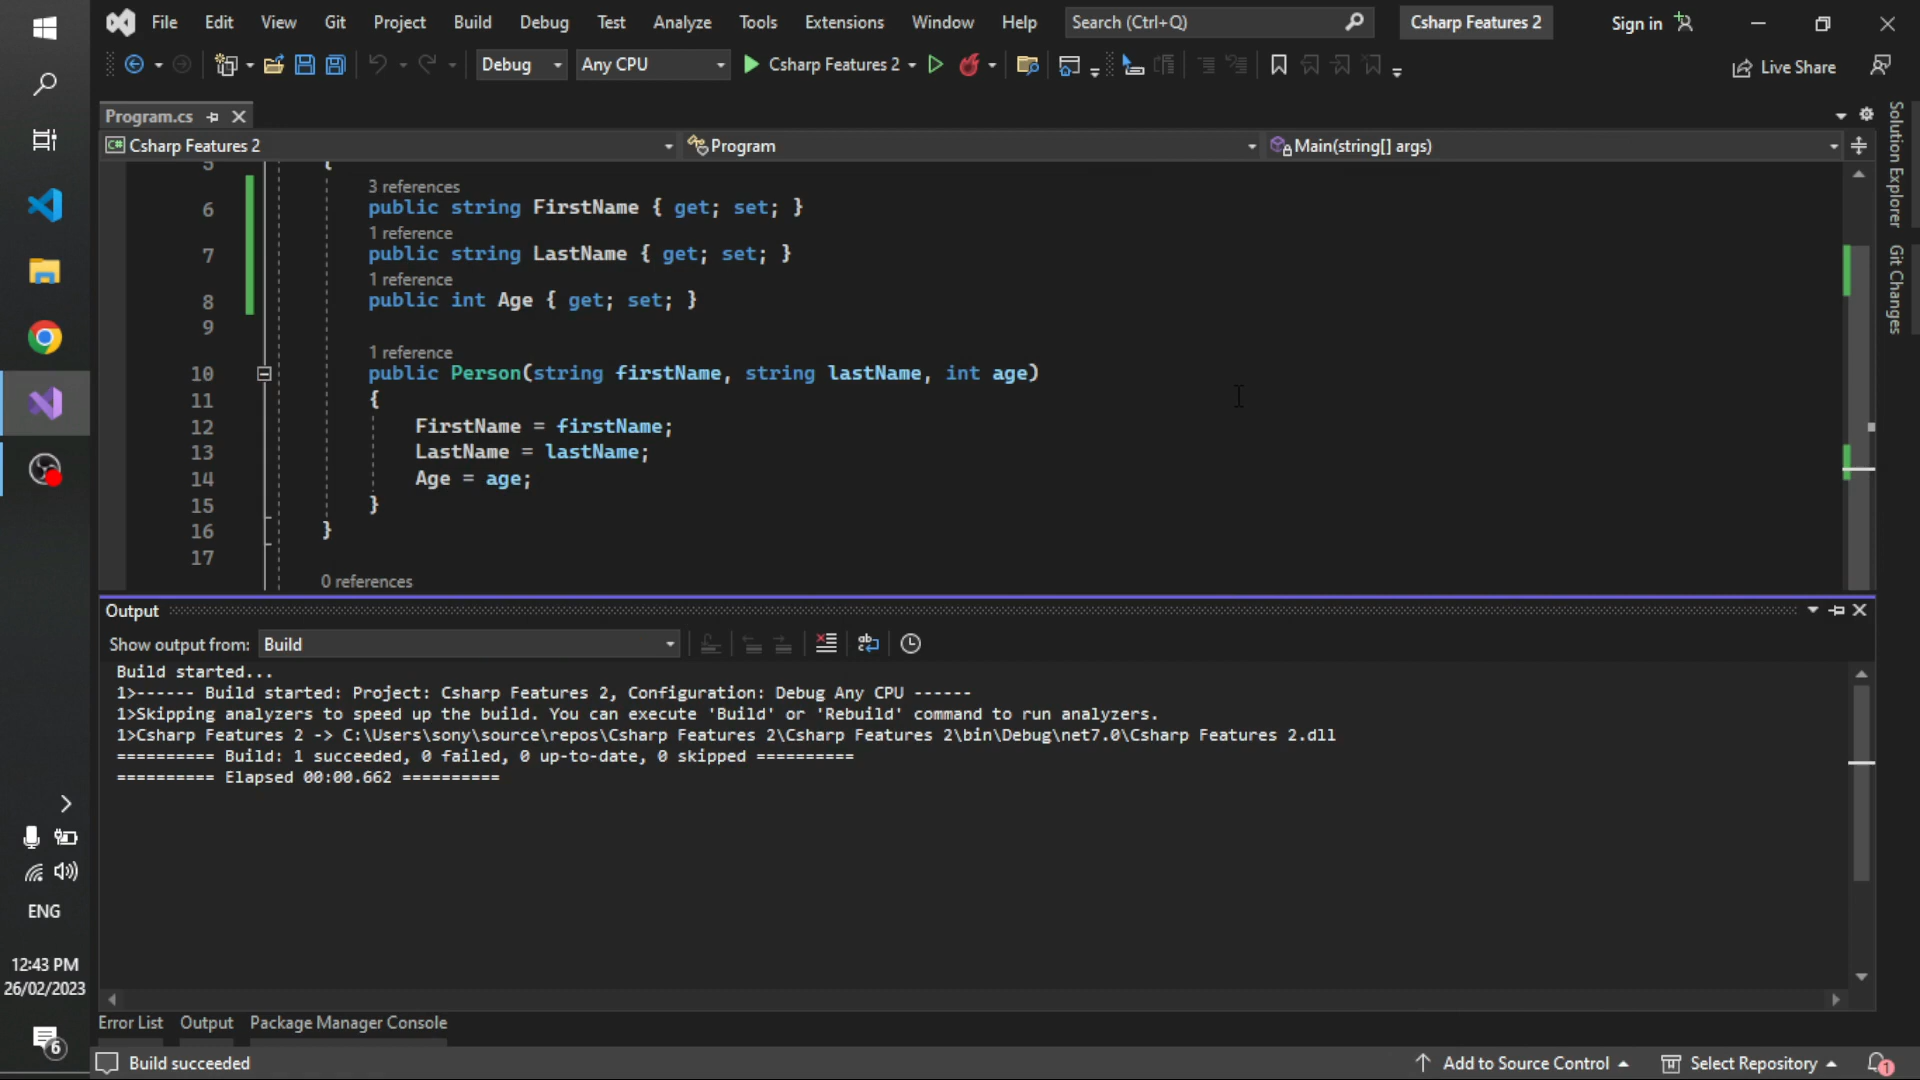 File Edit View Git Project Build Debug Test Analyze Tools Extensions Window Help Search (Ctrl+Q) Csharp Features 2 Sign in
Debug Any CPU Csharp Features 2 Live Share
Program.cs
Csharp Features 2 Program Main(string[] args)
5 {
3 references
6 public string FirstName { get; set; }
1 reference
7 public string LastName { get; set; }
1 reference
8 public int Age { get; set; }
9
1 reference
10 public Person(string firstName, string lastName, int age)
11 {
12 FirstName = firstName;
13 LastName = lastName;
14 Age = age;
15 }
16 }
17
0 references
Solution Explorer
Git Changes
Output
Show output from: Build
Build started...
1>------ Build started: Project: Csharp Features 2, Configuration: Debug Any CPU ------
1>Skipping analyzers to speed up the build. You can execute 'Build' or 'Rebuild' command to run analyzers.
1>Csharp Features 2 -> C:\Users\sony\source\repos\Csharp Features 2\Csharp Features 2\bin\Debug\net7.0\Csharp Features 2.dll
========== Build: 1 succeeded, 0 failed, 0 up-to-date, 0 skipped ==========
========== Elapsed 00:00.662 ==========
Error List Output Package Manager Console
Build succeeded Add to Source Control Select Repository 1
ENG
12:43 PM
26/02/2023
6